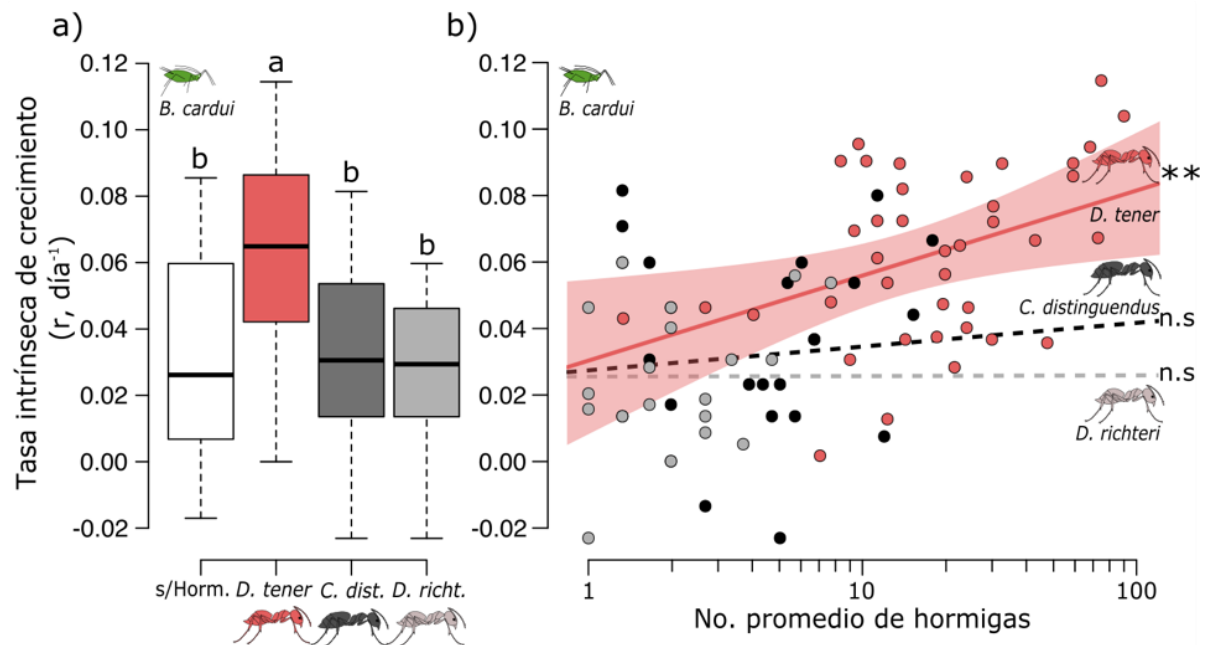 a)
Tasa intrínseca de crecimiento
(r, día⁻¹)
0.12
0.10
0.08
0.06
0.04
0.02
0.00
-0.02
B. cardui
b
a
b
b
s/Horm.
D. tener
C. dist.
D. richt.
b)
0.12
0.10
0.08
0.06
0.04
0.02
0.00
-0.02
B. cardui
**
D. tener
C. distinguendus
n.s
n.s
D. richteri
1
10
100
No. promedio de hormigas